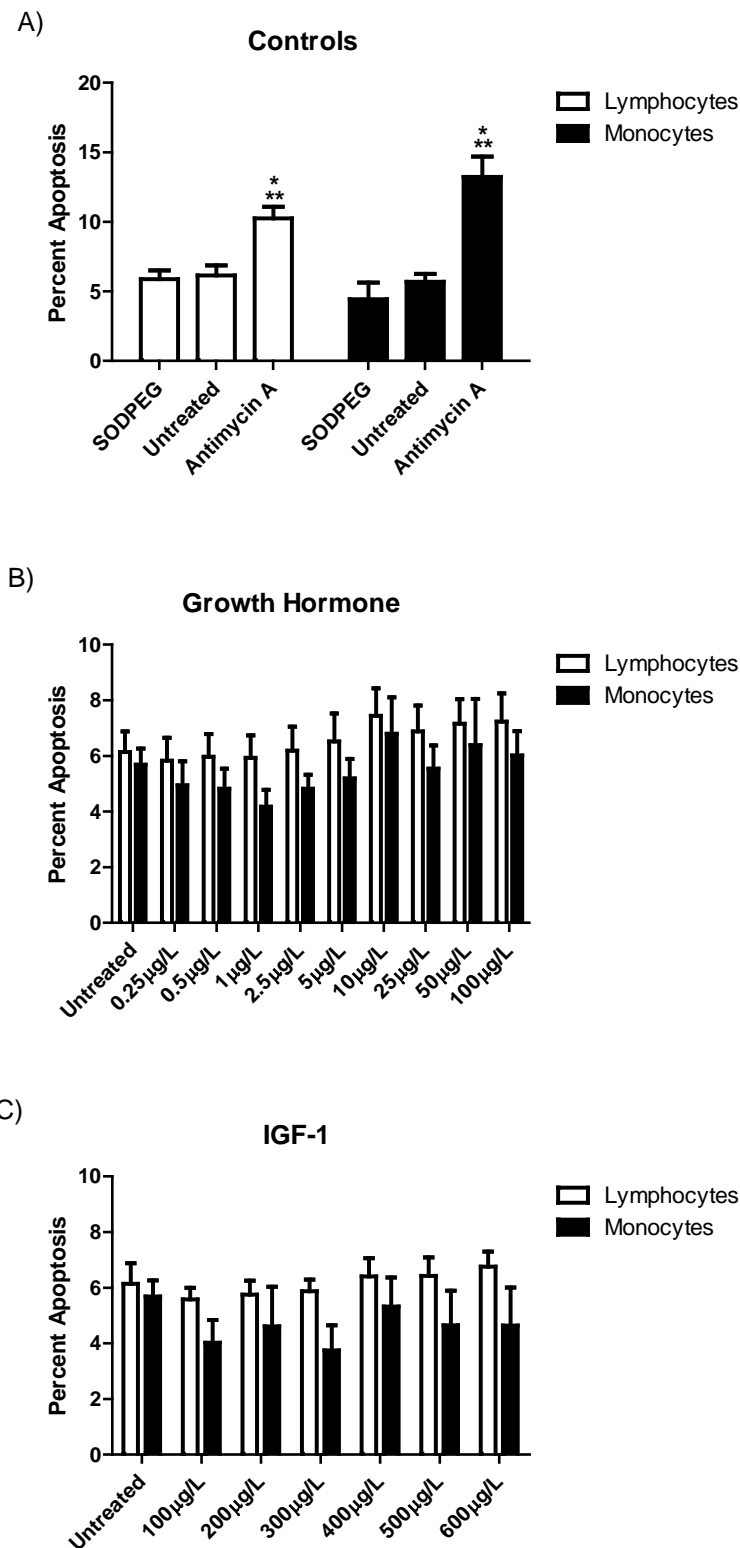 A)
Controls
20
15
10
5
0
Percent Apoptosis
*
**
*
**
SODPEG
Untreated
Antimycin A
SODPEG
Untreated
Antimycin A
Lymphocytes
Monocytes
B)
Growth Hormone
10
8
6
4
2
0
Percent Apoptosis
Untreated
0.25µg/L
0.5µg/L
1µg/L
2.5µg/L
5µg/L
10µg/L
25µg/L
50µg/L
100µg/L
Lymphocytes
Monocytes
C)
IGF-1
10
8
6
4
2
0
Percent Apoptosis
Untreated
100µg/L
200µg/L
300µg/L
400µg/L
500µg/L
600µg/L
Lymphocytes
Monocytes